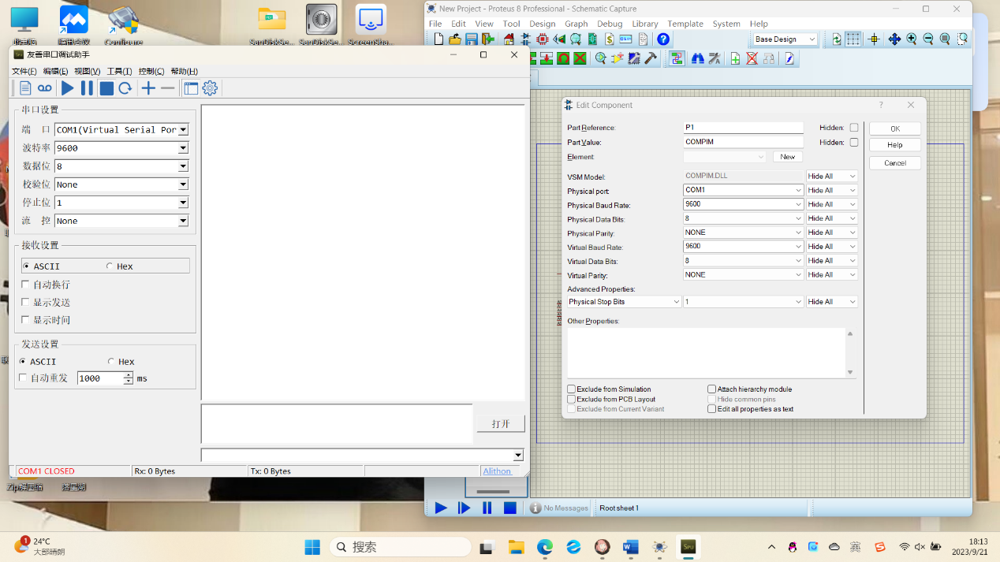 此电脑
腾讯会议
Configure
SanDiskSe...
SanDiskSe...
ScreenSha...
友善串口调试助手
文件(F) 编辑(E) 视图(V) 工具(T) 控制(C) 帮助(H)
串口设置
端 口 COM1(Virtual Serial Por
波特率 9600
数据位 8
校验位 None
停止位 1
流 控 None
接收设置
ASCII Hex
自动换行
显示发送
显示时间
发送设置
ASCII Hex
自动重发 1000 ms
打开
COM1 CLOSED Rx: 0 Bytes Tx: 0 Bytes Alithon
New Project - Proteus 8 Professional - Schematic Capture
File Edit View Tool Design Graph Debug Library Template System Help
Base Design
Edit Component
Part Reference: P1 Hidden:
Part Value: COMPIM Hidden:
Element New
VSM Model: COMPIM.DLL Hide All
Physical port: COM1 Hide All
Physical Baud Rate: 9600 Hide All
Physical Data Bits: 8 Hide All
Physical Parity: NONE Hide All
Virtual Baud Rate: 9600 Hide All
Virtual Data Bits: 8 Hide All
Virtual Parity: NONE Hide All
Advanced Properties:
Physical Stop Bits 1 Hide All
Other Properties:
Exclude from Simulation Attach hierarchy module
Exclude from PCB Layout Hide common pins
Exclude from Current Variant Edit all properties as text
OK
Help
Cancel
No Messages Root sheet 1
1
24°C
大部晴朗
搜索
英
18:13
2023/9/21